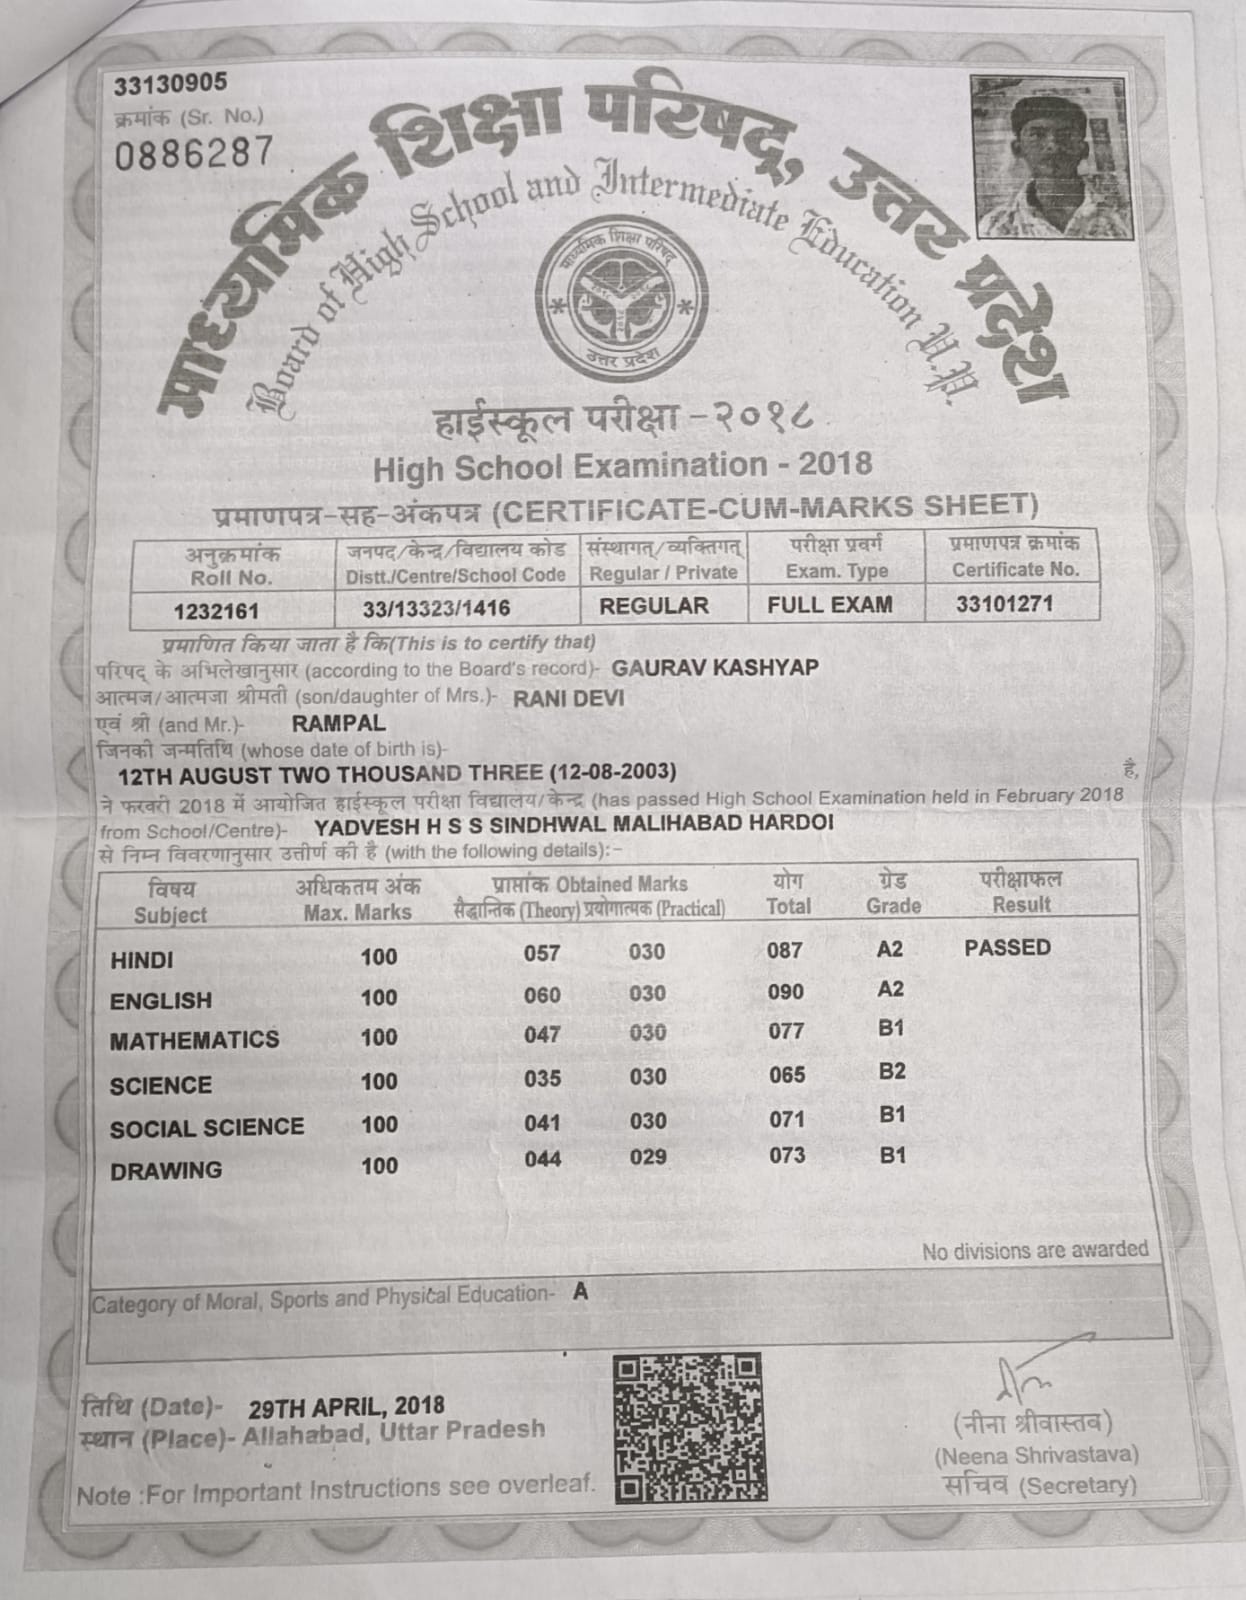 33130905
क्रमांक (Sr. No.)
0886287
माध्यमिक शिक्षा परिषद्, उत्तर प्रदेश
Board of High School and Intermediate Education U.P.
माध्यमिक शिक्षा परिषद्
उत्तर प्रदेश
हाईस्कूल परीक्षा -२०१८
High School Examination - 2018
प्रमाणपत्र-सह-अंकपत्र (CERTIFICATE-CUM-MARKS SHEET)
अनुक्रमांक जनपद/केन्द्र/विद्यालय कोड संस्थागत्/व्यक्तिगत् परीक्षा प्रवर्ग प्रमाणपत्र क्रमांक
Roll No. Distt./Centre/School Code Regular / Private Exam. Type Certificate No.
1232161 33/13323/1416 REGULAR FULL EXAM 33101271
प्रमाणित किया जाता है कि(This is to certify that)
परिषद् के अभिलेखानुसार (according to the Board's record)- GAURAV KASHYAP
आत्मज/आत्मजा श्रीमती (son/daughter of Mrs.)- RANI DEVI
एवं श्री (and Mr.)- RAMPAL
जिनकी जन्मतिथि (whose date of birth is)-
12TH AUGUST TWO THOUSAND THREE (12-08-2003) है,
ने फरवरी 2018 में आयोजित हाईस्कूल परीक्षा विद्यालय/केन्द्र (has passed High School Examination held in February 2018
from School/Centre)- YADVESH H S S SINDHWAL MALIHABAD HARDOI
से निम्न विवरणानुसार उत्तीर्ण की है (with the following details):-
विषय अधिकतम अंक प्राप्तांक Obtained Marks योग ग्रेड परीक्षाफल
Subject Max. Marks सैद्धान्तिक (Theory) प्रयोगात्मक (Practical) Total Grade Result
HINDI 100 057 030 087 A2 PASSED
ENGLISH 100 060 030 090 A2
MATHEMATICS 100 047 030 077 B1
SCIENCE 100 035 030 065 B2
SOCIAL SCIENCE 100 041 030 071 B1
DRAWING 100 044 029 073 B1
No divisions are awarded
Category of Moral, Sports and Physical Education- A
तिथि (Date)- 29TH APRIL, 2018
स्थान (Place)- Allahabad, Uttar Pradesh
Note :For Important Instructions see overleaf.
(नीना श्रीवास्तव)
(Neena Shrivastava)
सचिव (Secretary)